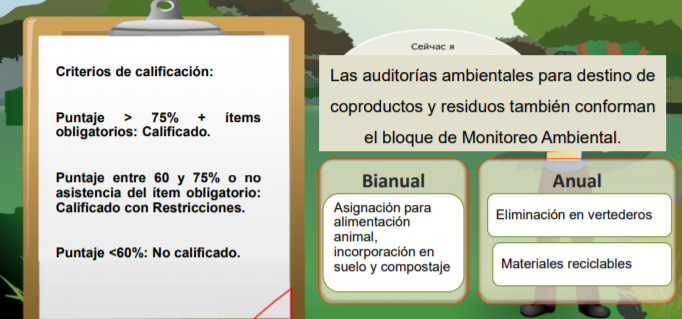 Criterios de calificación:
Puntaje > 75% + ítems
obligatorios: Calificado.
Puntaje entre 60 y 75% o no
asistencia del ítem obligatorio:
Calificado con Restricciones.
Puntaje <60%: No calificado.
Сейчас я
Las auditorías ambientales para destino de
coproductos y residuos también conforman
el bloque de Monitoreo Ambiental.
Bianual
Asignación para
alimentación
animal,
incorporación en
suelo y compostaje
Anual
Eliminación en vertederos
Materiales reciclables